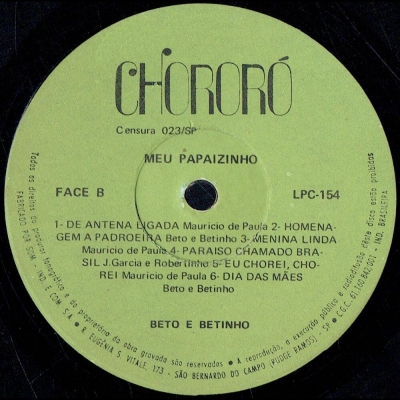 CHORORÓ
Censura 023/SP
MEU PAPAIZINHO
FACE B
LPC-154
1- DE ANTENA LIGADA Mauricio de Paula 2- HOMENA-
GEM A PADROEIRA Beto e Betinho 3- MENINA LINDA
Mauricio de Paula 4- PARAISO CHAMADO BRA-
SIL J.Garcia e Robertinho 5- EU CHOREI, CHO-
REI Mauricio de Paula 6- DIA DAS MÃES
Beto e Betinho
BETO E BETINHO
Todos os direitos do produtor fonográfico e do proprietário da obra gravada são reservados ● A reprodução, a execução pública e radiodifusão deste disco estão proibidas
FABRICADO POR SOM - IND. E COM. S.A. ● R. EUGÊNIA S. VITALE, 173 - SÃO BERNARDO DO CAMPO (RUDGE RAMOS) - SP ● C.G.C. 61.160.842.001 - IND. BRASILEIRA